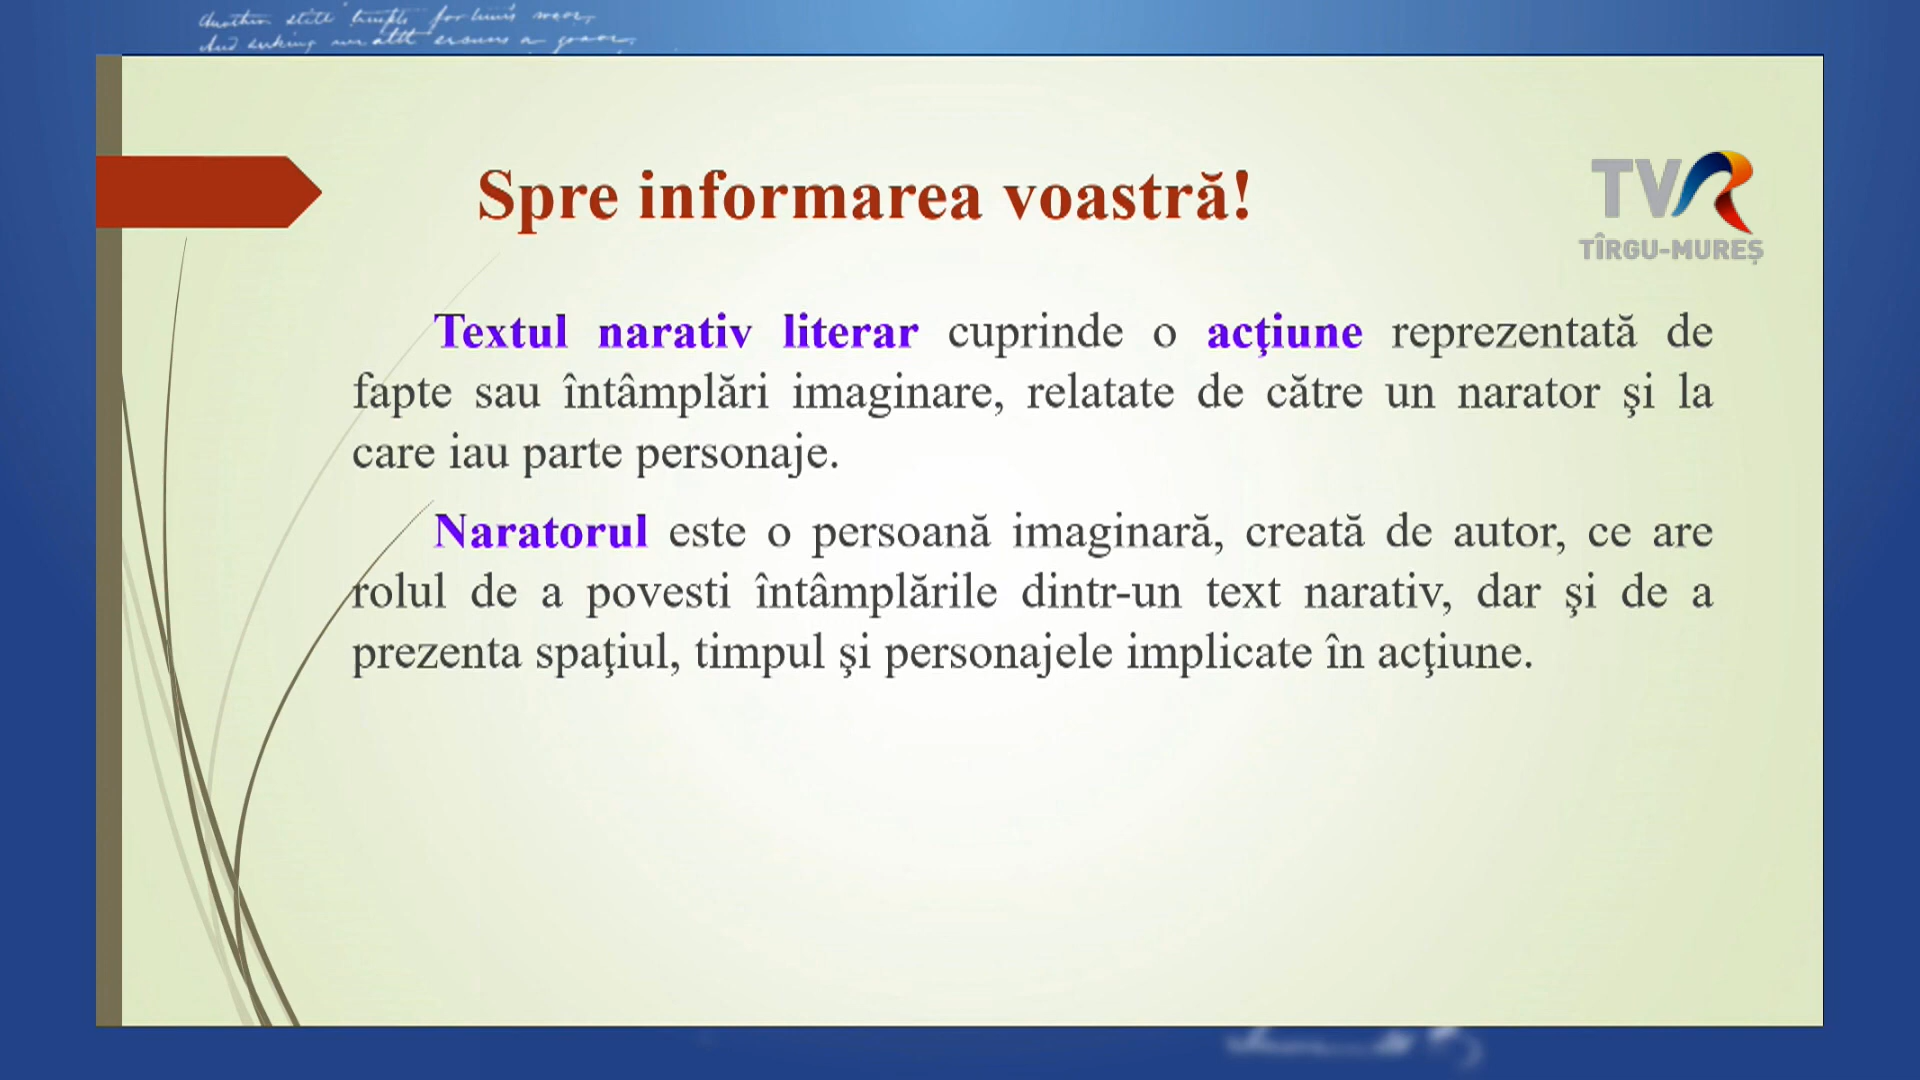 Spre informarea voastră!
TVR
TÎRGU-MUREȘ
Textul narativ literar cuprinde o acţiune reprezentată de
fapte sau întâmplări imaginare, relatate de către un narator şi la
care iau parte personaje.
Naratorul este o persoană imaginară, creată de autor, ce are
rolul de a povesti întâmplările dintr-un text narativ, dar şi de a
prezenta spaţiul, timpul şi personajele implicate în acţiune.